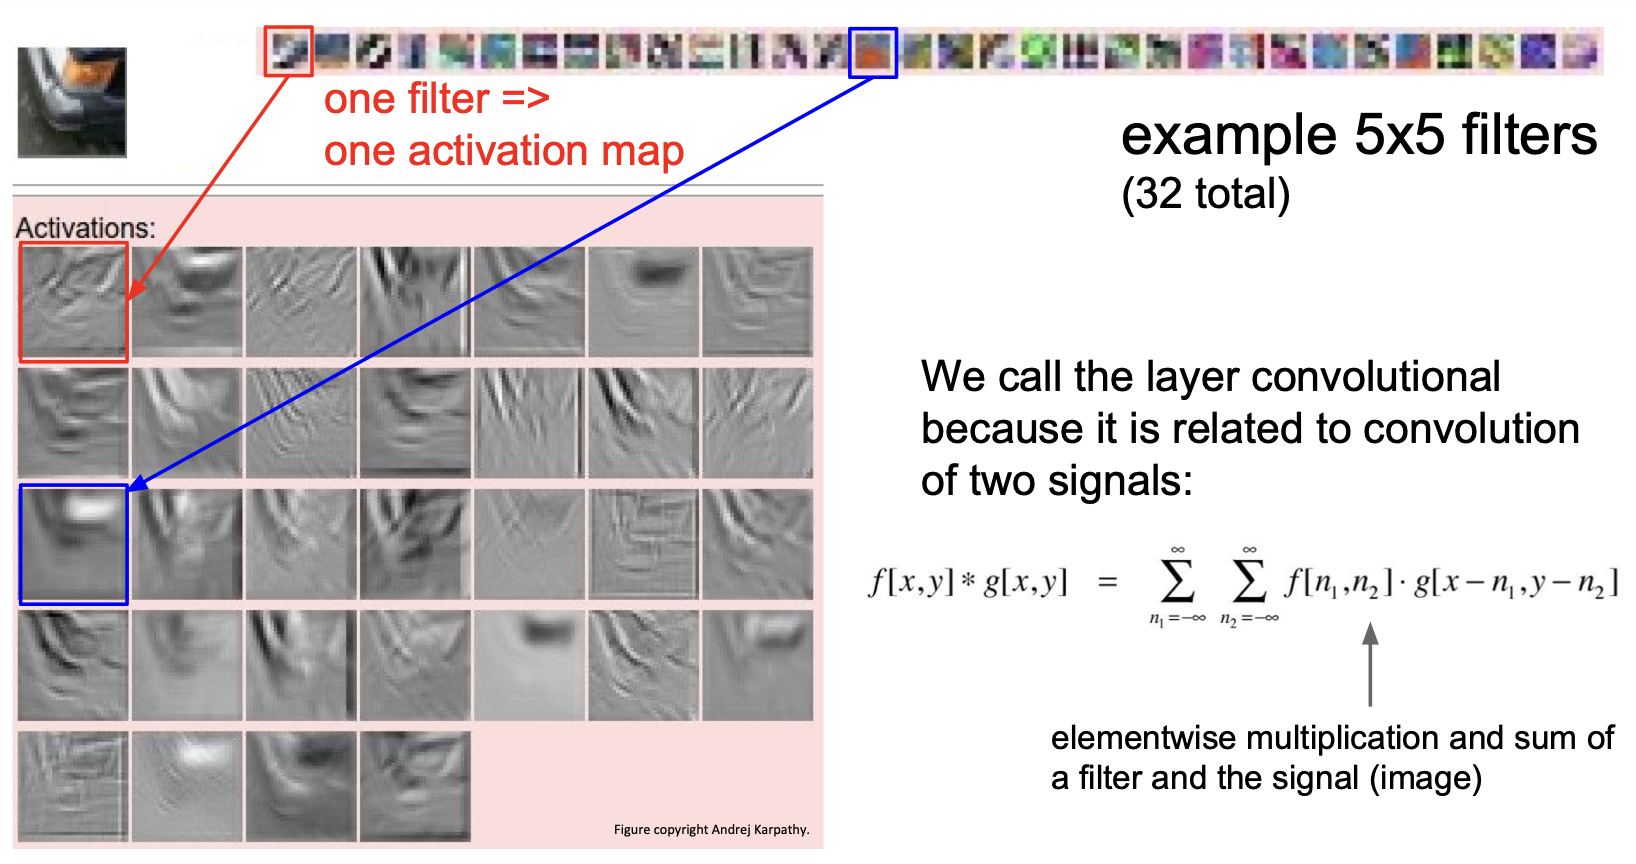 one filter =>
one activation map
example 5x5 filters
(32 total)
Activations:
We call the layer convolutional
because it is related to convolution
of two signals:
f[x,y] * g[x,y] = ∑ ∑ f[n₁,n₂] · g[x − n₁, y − n₂]
∞ ∞
n₁=−∞ n₂=−∞
elementwise multiplication and sum of
a filter and the signal (image)
Figure copyright Andrej Karpathy.